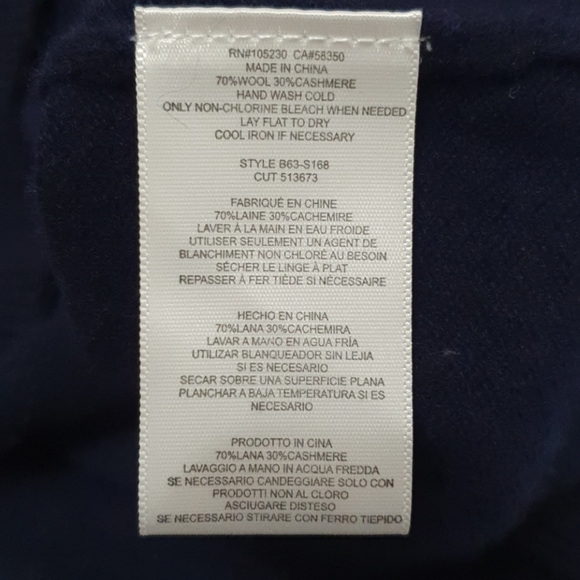 RN#105230 CA#58350
MADE IN CHINA
70%WOOL 30%CASHMERE
HAND WASH COLD
ONLY NON-CHLORINE BLEACH WHEN NEEDED
LAY FLAT TO DRY
COOL IRON IF NECESSARY
STYLE B63-S168
CUT 513673
FABRIQUÉ EN CHINE
70%LAINE 30%CACHEMIRE
LAVER À LA MAIN EN EAU FROIDE
UTILISER SEULEMENT UN AGENT DE
BLANCHIMENT NON CHLORÉ AU BESOIN
SÉCHER LE LINGE À PLAT
REPASSER À FER TIÈDE SI NÉCESSAIRE
HECHO EN CHINA
70%LANA 30%CACHEMIRA
LAVAR A MANO EN AGUA FRÍA
UTILIZAR BLANQUEADOR SIN LEJIA
SI ES NECESARIO
SECAR SOBRE UNA SUPERFICIE PLANA
PLANCHAR A BAJA TEMPERATURA SI ES
NECESARIO
PRODOTTO IN CINA
70%LANA 30%CASHMERE
LAVAGGIO A MANO IN ACQUA FREDDA
SE NECESSARIO CANDEGGIARE SOLO CON
PRODOTTI NON AL CLORO
ASCIUGARE DISTESO
SE NECESSARIO STIRARE CON FERRO TIEPIDO